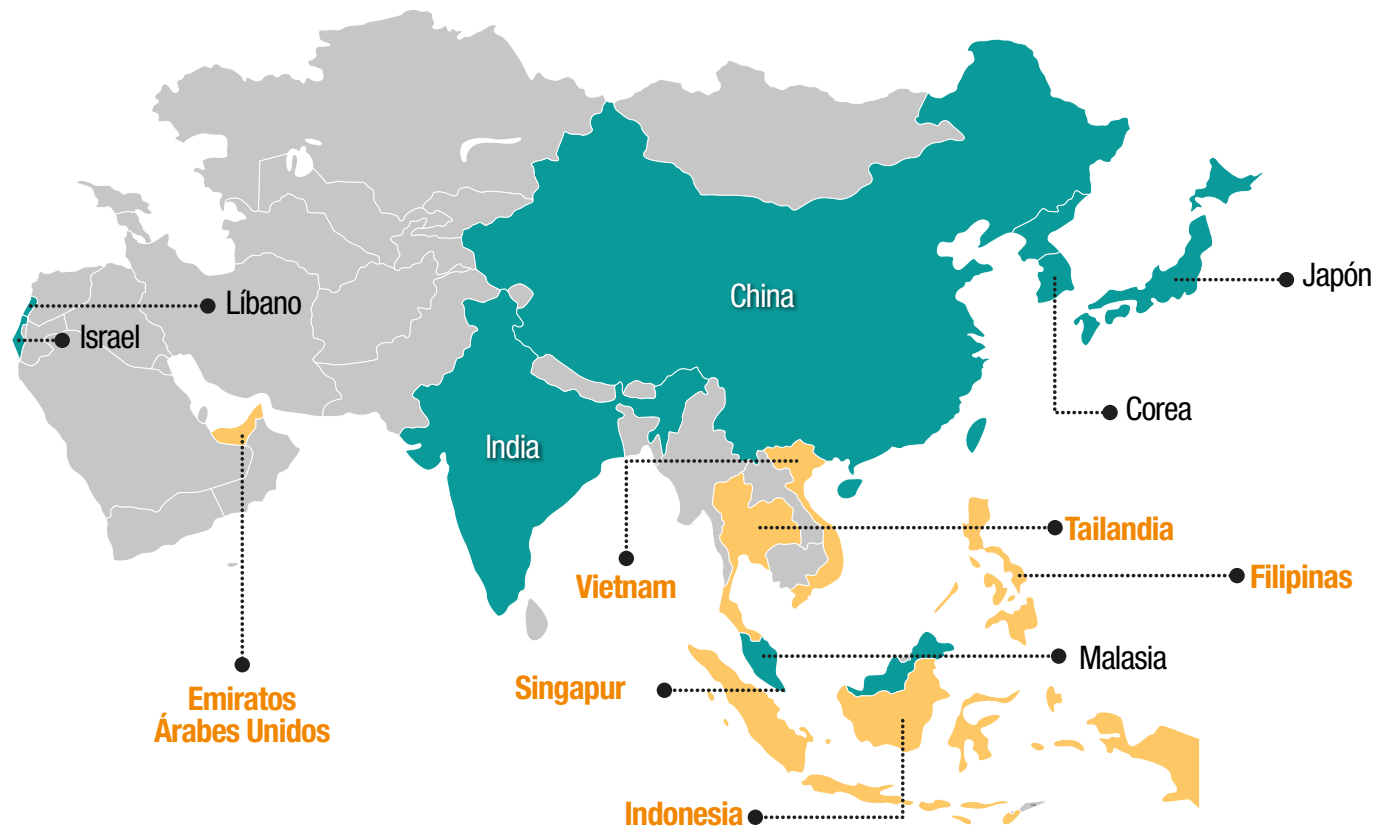 China
Japón
Líbano
Israel
Corea
India
Tailandia
Filipinas
Vietnam
Malasia
Singapur
Emiratos
Árabes Unidos
Indonesia